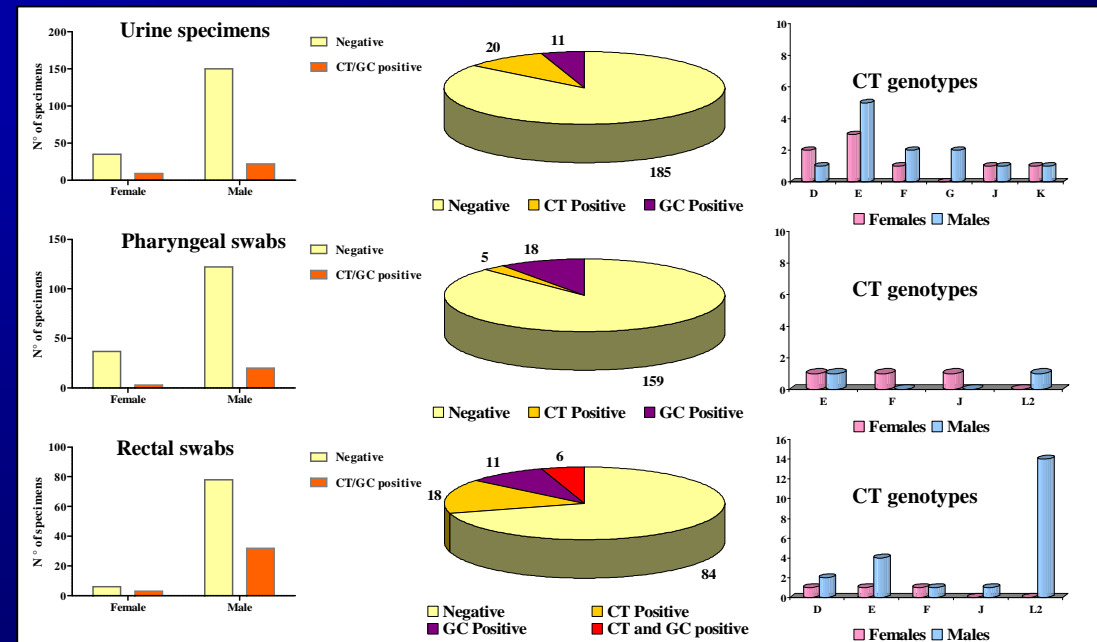 Urine specimens
N° of specimens
200
150
100
50
0
Female Male
Negative
CT/GC positive
20 11
185
Negative CT Positive GC Positive
CT genotypes
10
8
6
4
2
0
D E F G J K
Females Males
Pharyngeal swabs
N° of specimens
150
100
50
0
Female Male
Negative
CT/GC positive
5 18
159
Negative CT Positive GC Positive
CT genotypes
10
8
6
4
2
0
E F J L2
Females Males
Rectal swabs
N ° of specimens
100
80
60
40
20
0
Female Male
Negative
CT/GC positive
18 11 6
84
Negative CT Positive
GC Positive CT and GC positive
CT genotypes
16
14
12
10
8
6
4
2
0
D E F J L2
Females Males